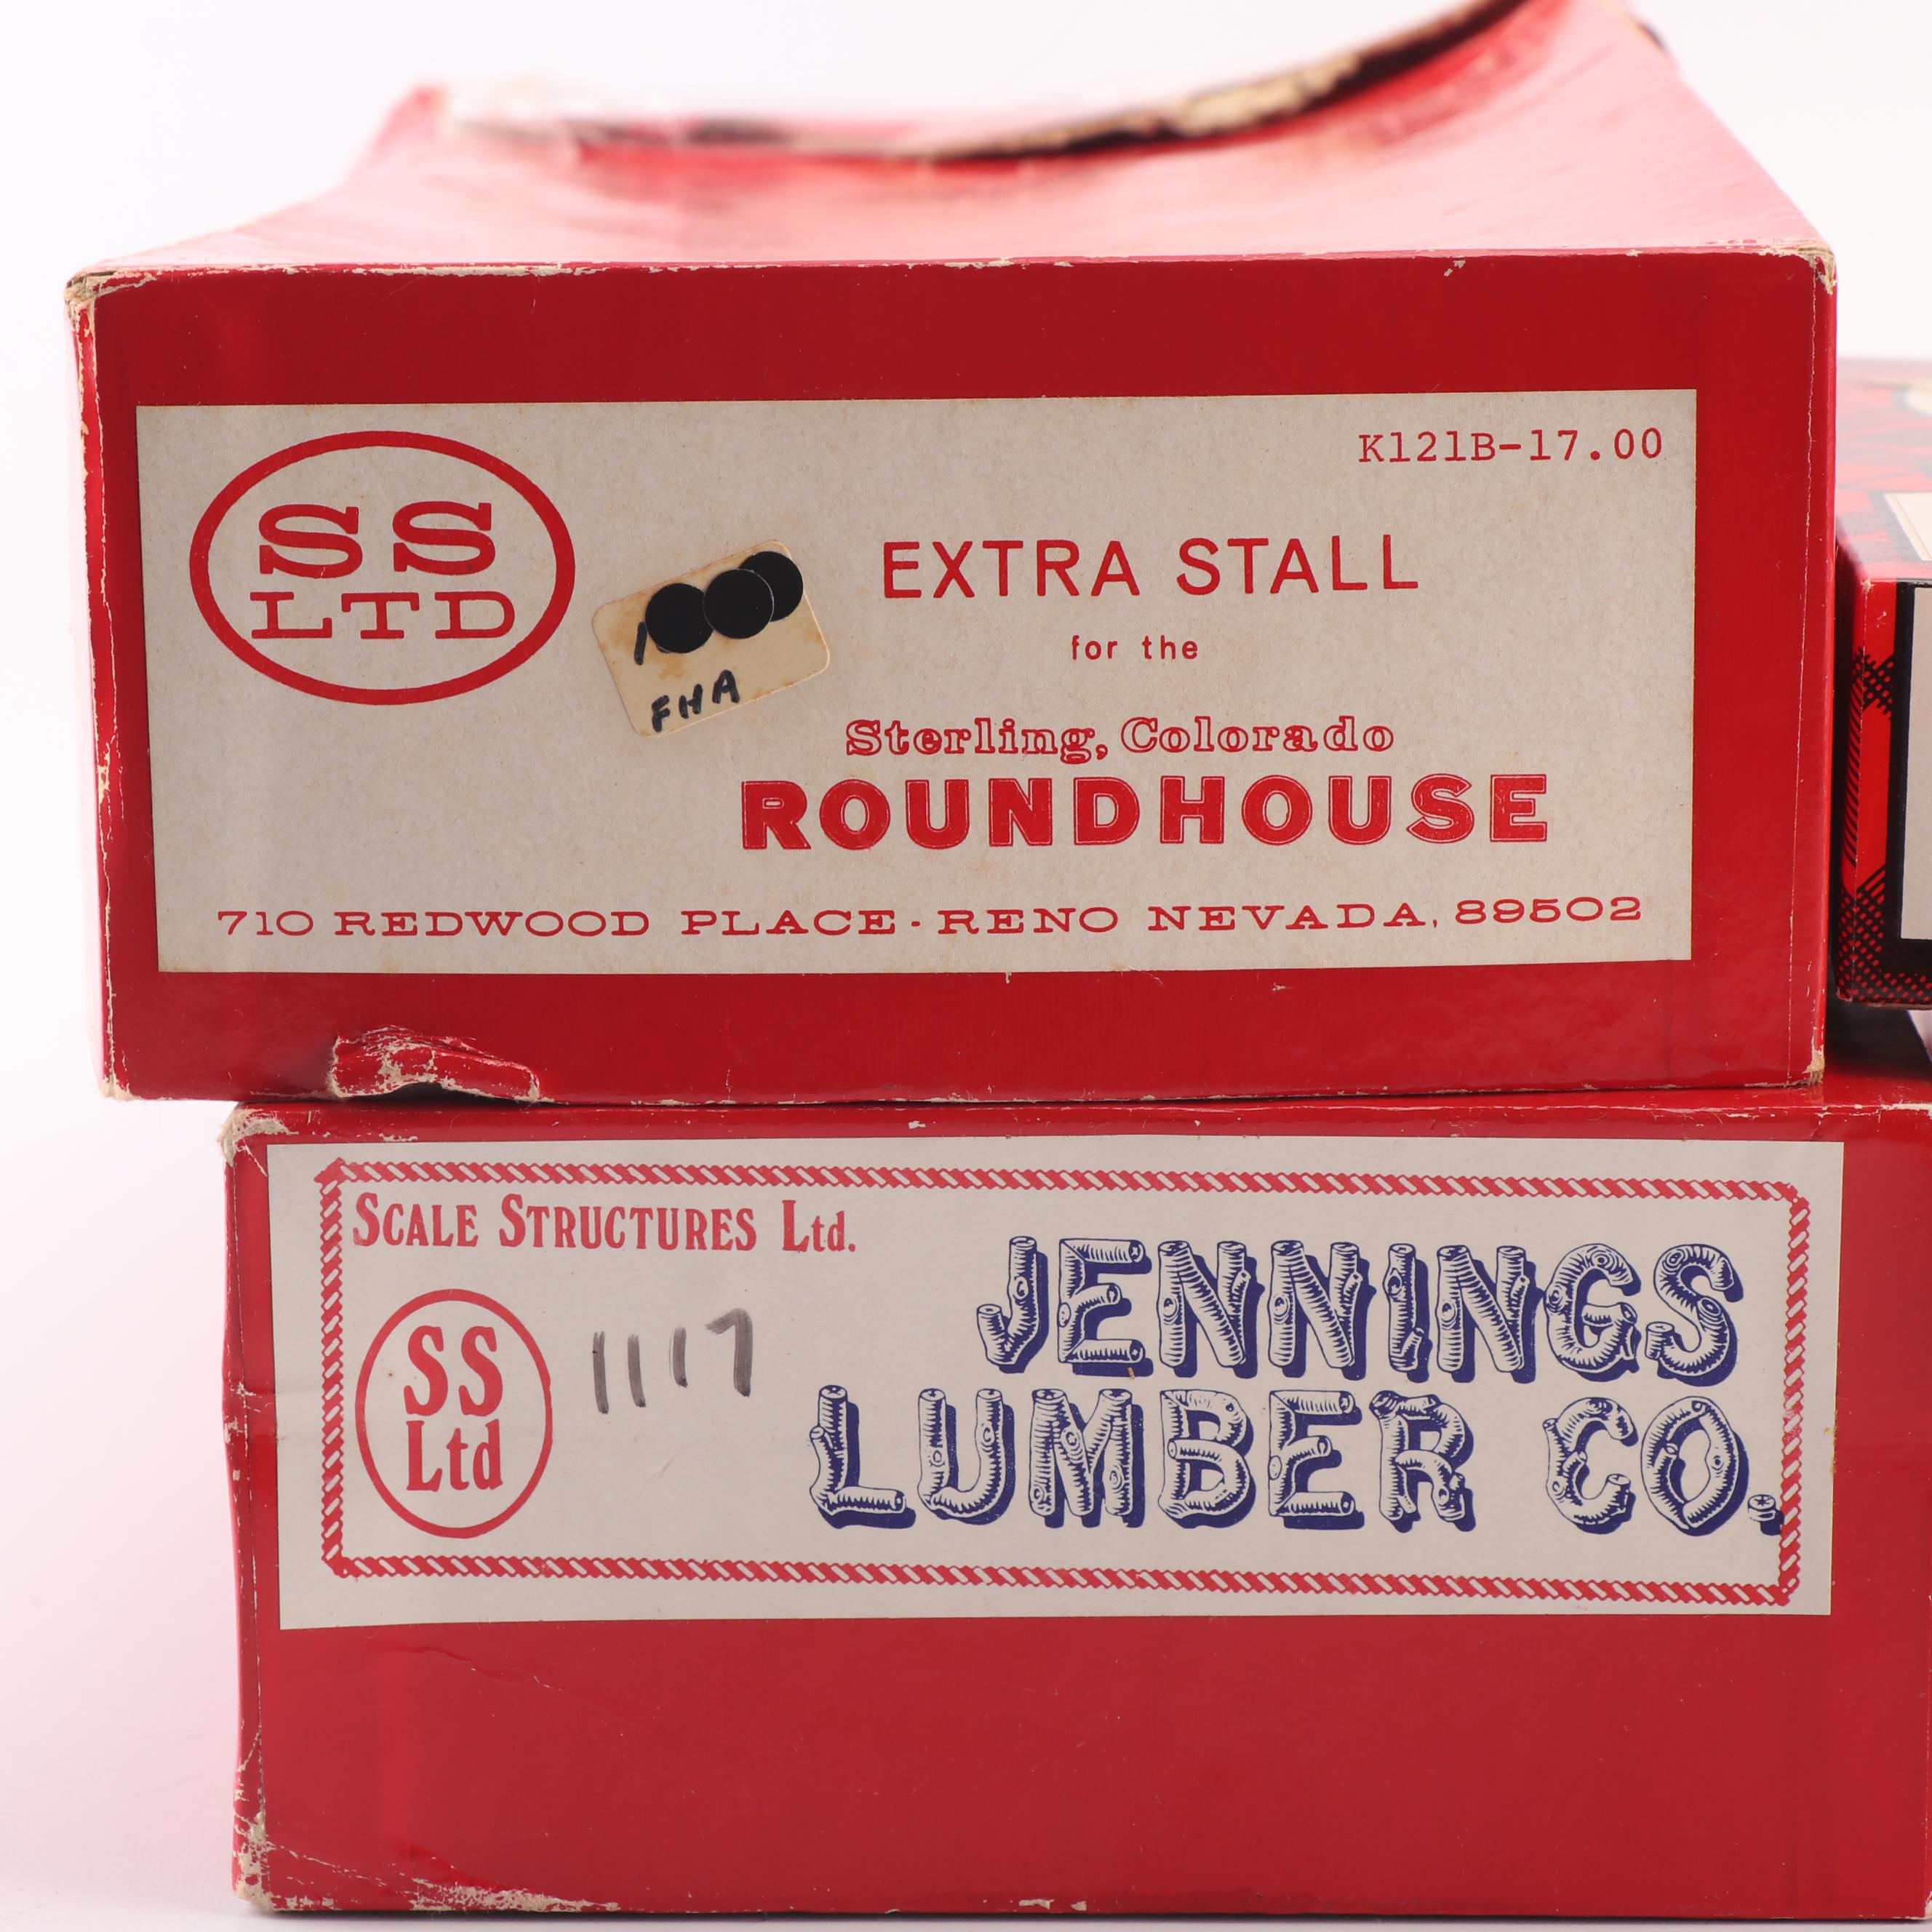 K121B-17.00
SS
LTD
EXTRA STALL
for the
FHA
Sterling, Colorado
ROUNDHOUSE
710 REDWOOD PLACE - RENO NEVADA, 89502
SCALE STRUCTURES Ltd.
SS
Ltd
1117
JENNINGS
LUMBER CO.